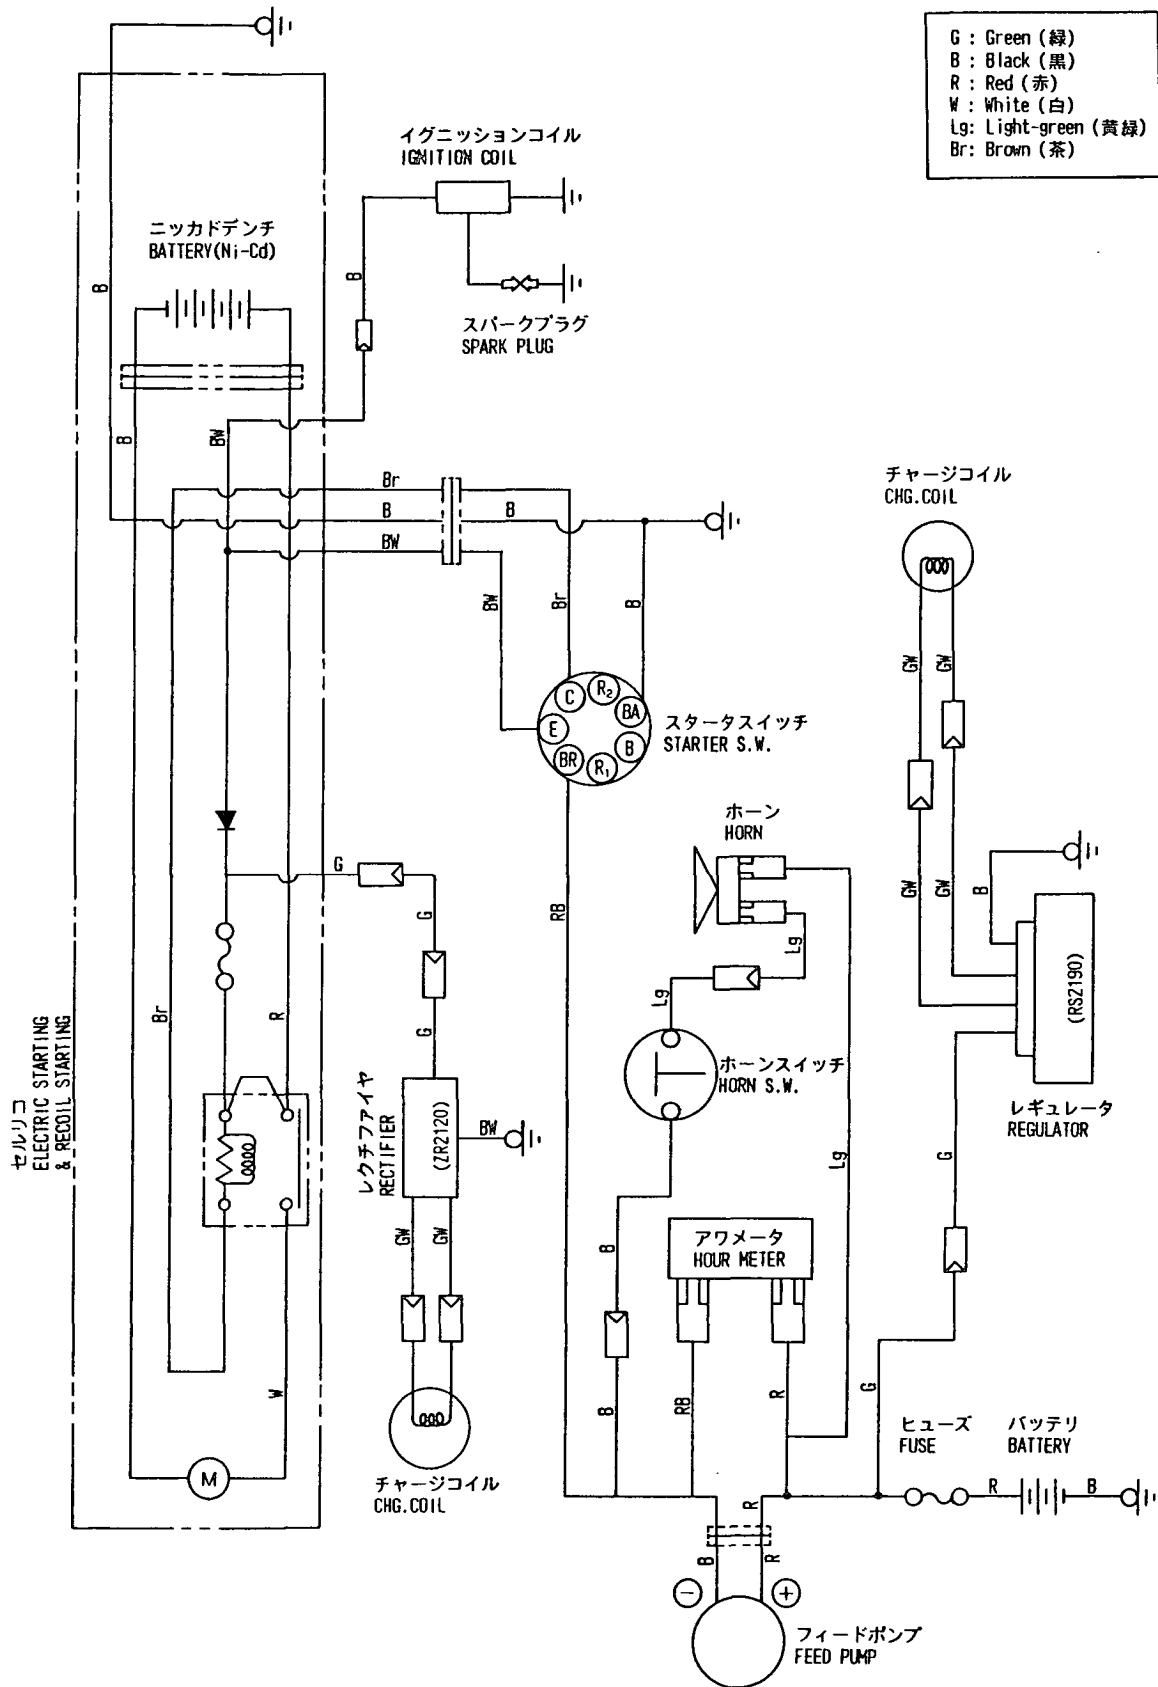 G : Green (緑)
B : Black (黒)
R : Red (赤)
W : White (白)
Lg: Light-green (黄緑)
Br: Brown (茶)
イグニッションコイル
IGNITION COIL
ニッカドデンチ
BATTERY(Ni-Cd)
B
B
スパークプラグ
SPARK PLUG
B
BW
Br
B
B
BW
チャージコイル
CHG.COIL
BW
Br
B
GW
GW
C
R2
BA
E
B
BR
R1
スタータスイッチ
STARTER S.W.
ホーン
HORN
G
G
RB
Lg
GW
GW
B
(RS2190)
Br
R
G
Lg
ホーンスイッチ
HORN S.W.
レギュレータ
REGULATOR
セルリコ
ELECTRIC STARTING
& RECOIL STARTING
レクチファイヤ
RECTIFIER
(ZR2120)
BW
Lg
G
GW
GW
B
アワメータ
HOUR METER
W
B
RB
R
G
ヒューズ
FUSE
バッテリ
BATTERY
M
チャージコイル
CHG.COIL
R
R
B
B
R
−
+
フィードポンプ
FEED PUMP